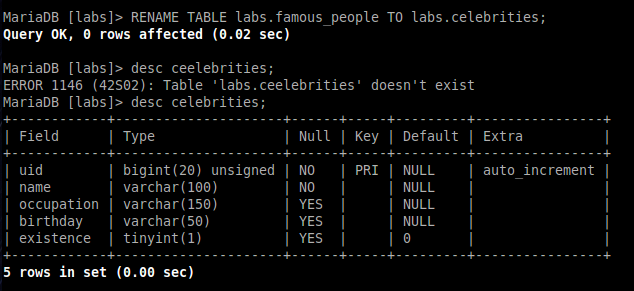 MariaDB [labs]> RENAME TABLE labs.famous_people TO labs.celebrities;
Query OK, 0 rows affected (0.02 sec)
MariaDB [labs]> desc ceelebrities;
ERROR 1146 (42S02): Table 'labs.ceelebrities' doesn't exist
MariaDB [labs]> desc celebrities;
+------------+---------------------+------+-----+---------+----------------+
| Field      | Type                | Null | Key | Default | Extra          |
+------------+---------------------+------+-----+---------+----------------+
| uid        | bigint(20) unsigned | NO   | PRI | NULL    | auto_increment |
| name       | varchar(100)        | NO   |     | NULL    |                |
| occupation | varchar(150)        | YES  |     | NULL    |                |
| birthday   | varchar(50)         | YES  |     | NULL    |                |
| existence  | tinyint(1)          | YES  |     | 0       |                |
+------------+---------------------+------+-----+---------+----------------+
5 rows in set (0.00 sec)